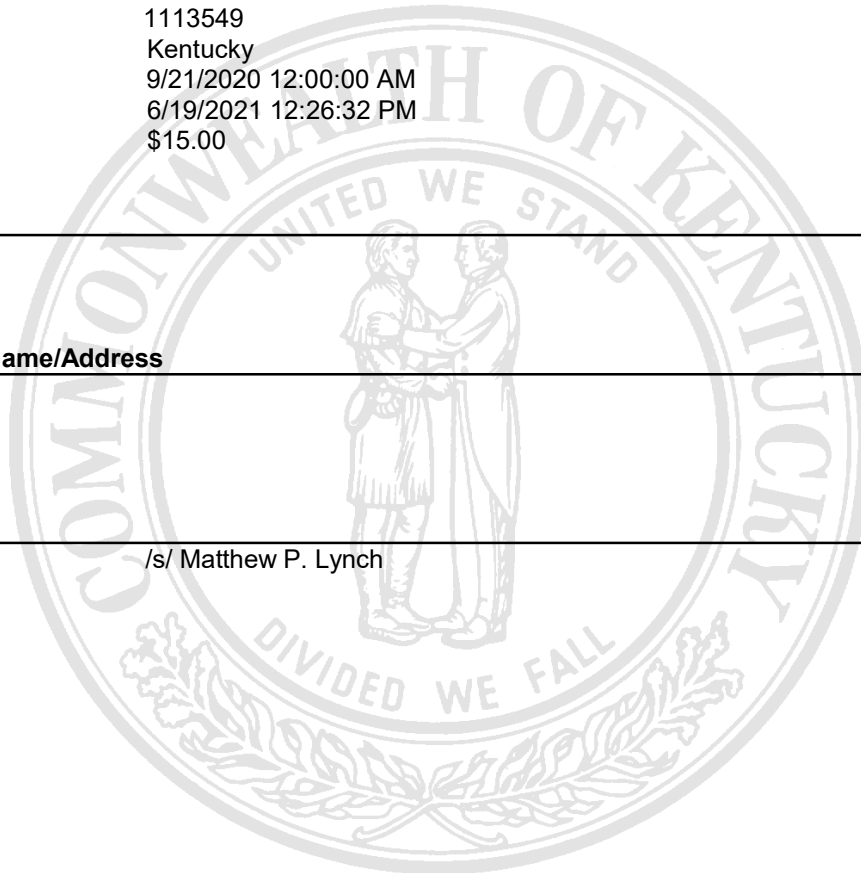 1113549
Kentucky
9/21/2020 12:00:00 AM
6/19/2021 12:26:32 PM
$15.00
COMMONWEALTH OF KENTUCKY
UNITED WE STAND
ame/Address
/s/ Matthew P. Lynch
DIVIDED WE FALL